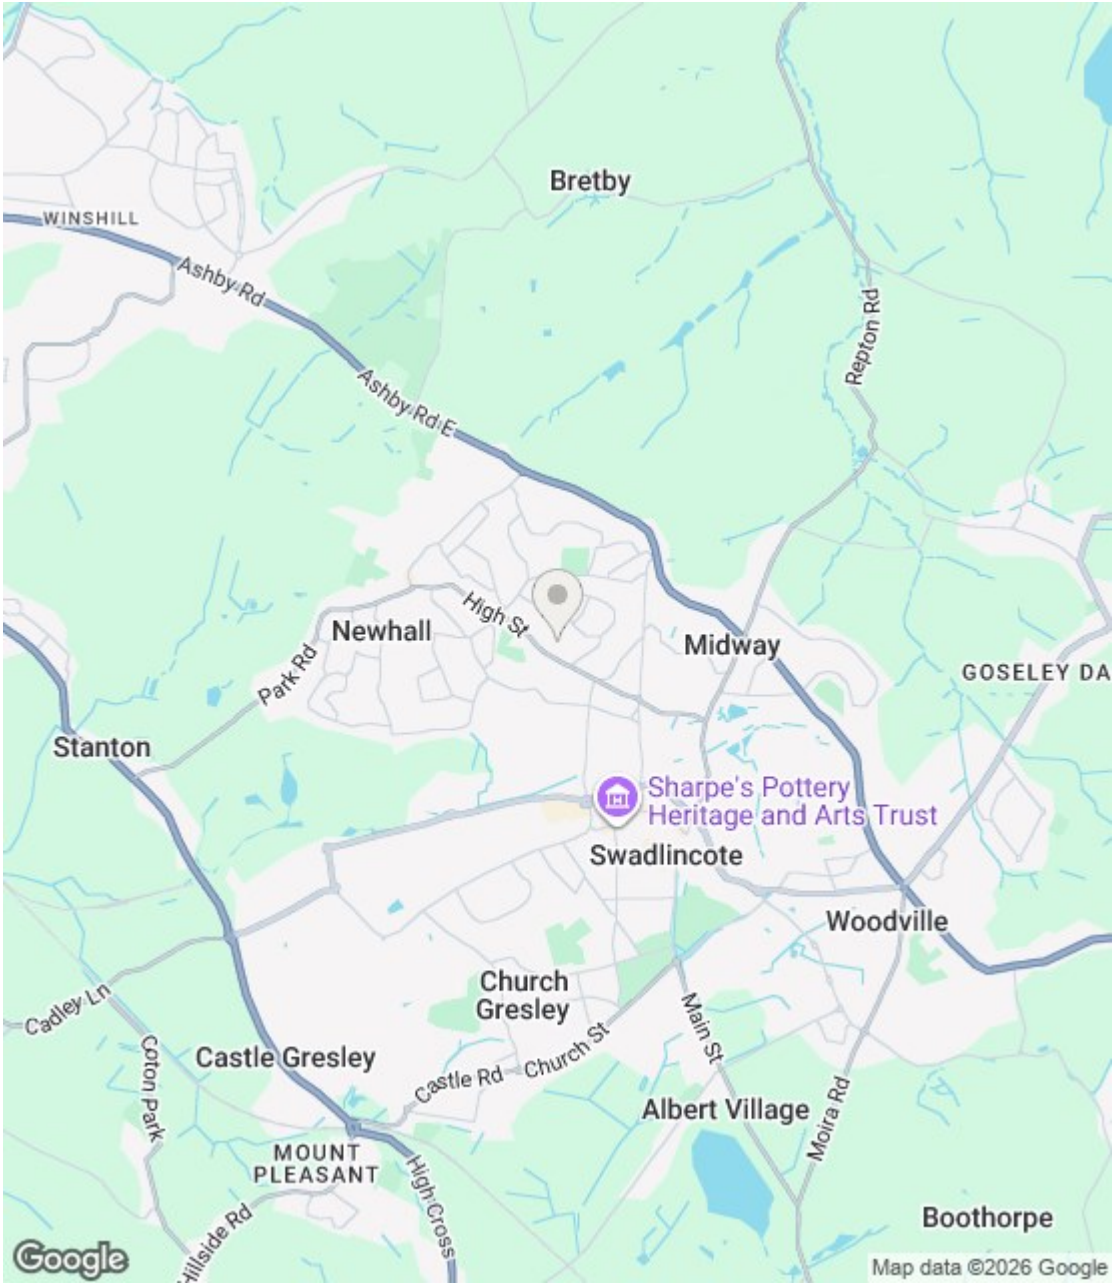 Bretby
WINSHILL
Ashby Rd
Repton Rd
Ashby Rd E
High St
Newhall
Midway
Park Rd
GOSELEY DA
Stanton
Sharpe's Pottery
Heritage and Arts Trust
Swadlincote
Woodville
Church
Gresley
Cadley Ln
Main St
Coton Park
Castle Gresley
Church St
Castle Rd
Albert Village
Moira Rd
MOUNT
PLEASANT
High Cross
Hillside Rd
Boothorpe
Google
Map data ©2026 Google